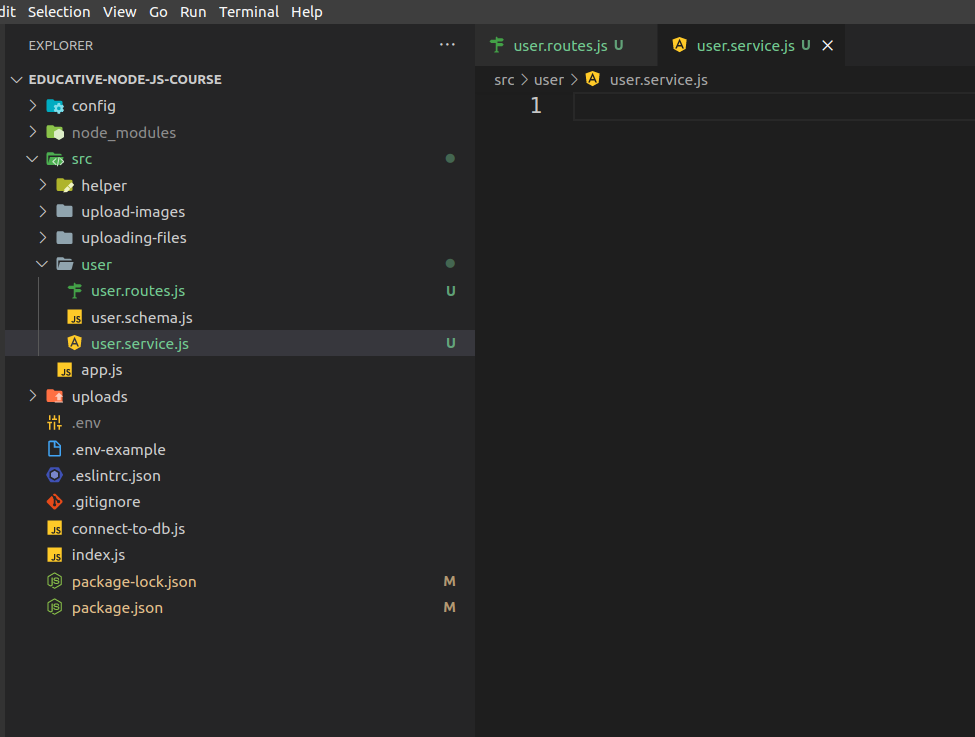 dit Selection View Go Run Terminal Help
EXPLORER ···
user.routes.js U
user.service.js U
EDUCATIVE-NODE-JS-COURSE
src > user > user.service.js
1
config
node_modules
src
helper
upload-images
uploading-files
user
user.routes.js U
user.schema.js
user.service.js U
app.js
uploads
.env
.env-example
.eslintrc.json
.gitignore
connect-to-db.js
index.js
package-lock.json M
package.json M